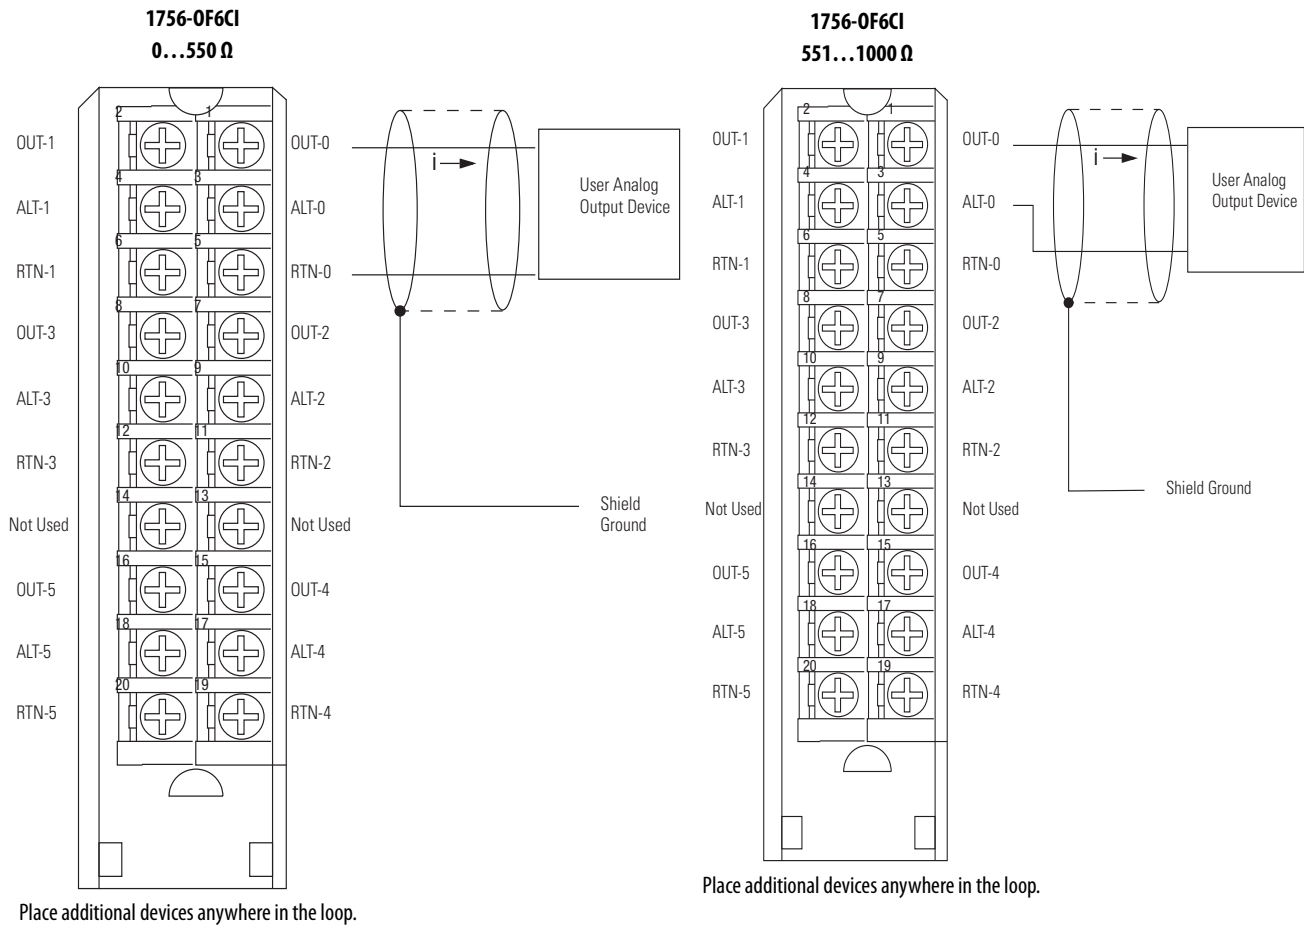 1756-OF6CI
0…550 Ω
2 1
OUT-1 OUT-0
4 3
ALT-1 ALT-0
6 5
RTN-1 RTN-0
8 7
OUT-3 OUT-2
10 9
ALT-3 ALT-2
12 11
RTN-3 RTN-2
14 13
Not Used Not Used
16 15
OUT-5 OUT-4
18 17
ALT-5 ALT-4
20 19
RTN-5 RTN-4
i
User Analog
Output Device
Shield
Ground
Place additional devices anywhere in the loop.
1756-OF6CI
551…1000 Ω
2 1
OUT-1 OUT-0
4 3
ALT-1 ALT-0
6 5
RTN-1 RTN-0
8 7
OUT-3 OUT-2
10 9
ALT-3 ALT-2
12 11
RTN-3 RTN-2
14 13
Not Used Not Used
16 15
OUT-5 OUT-4
18 17
ALT-5 ALT-4
20 19
RTN-5 RTN-4
i
User Analog
Output Device
Shield Ground
Place additional devices anywhere in the loop.